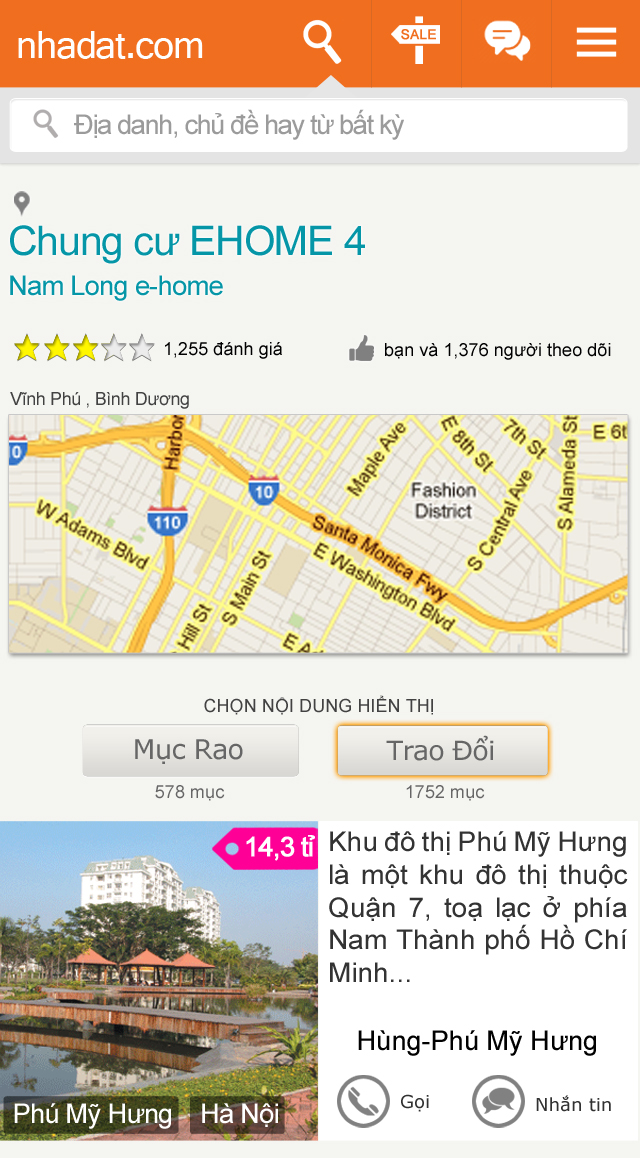 nhadat.com
SALE
Địa danh, chủ đề hay từ bất kỳ
Chung cư EHOME 4
Nam Long e-home
1,255 đánh giá
bạn và 1,376 người theo dõi
Vĩnh Phú , Bình Dương
0
Harbor
110
10
W Adams Blvd
Hill St
S Main St
E A
Santa Monica Fwy
E Washington Blvd
Maple Ave
E 8th St
7th St
Fashion
District
S Central Ave
S Alameda St
E 6t
CHỌN NỘI DUNG HIỂN THỊ
Mục Rao
Trao Đổi
578 mục
1752 mục
14,3 tỉ
Phú Mỹ Hưng
Hà Nội
Khu đô thị Phú Mỹ Hưng
là một khu đô thị thuộc
Quận 7, toạ lạc ở phía
Nam Thành phố Hồ Chí
Minh...
Hùng-Phú Mỹ Hưng
Gọi
Nhắn tin